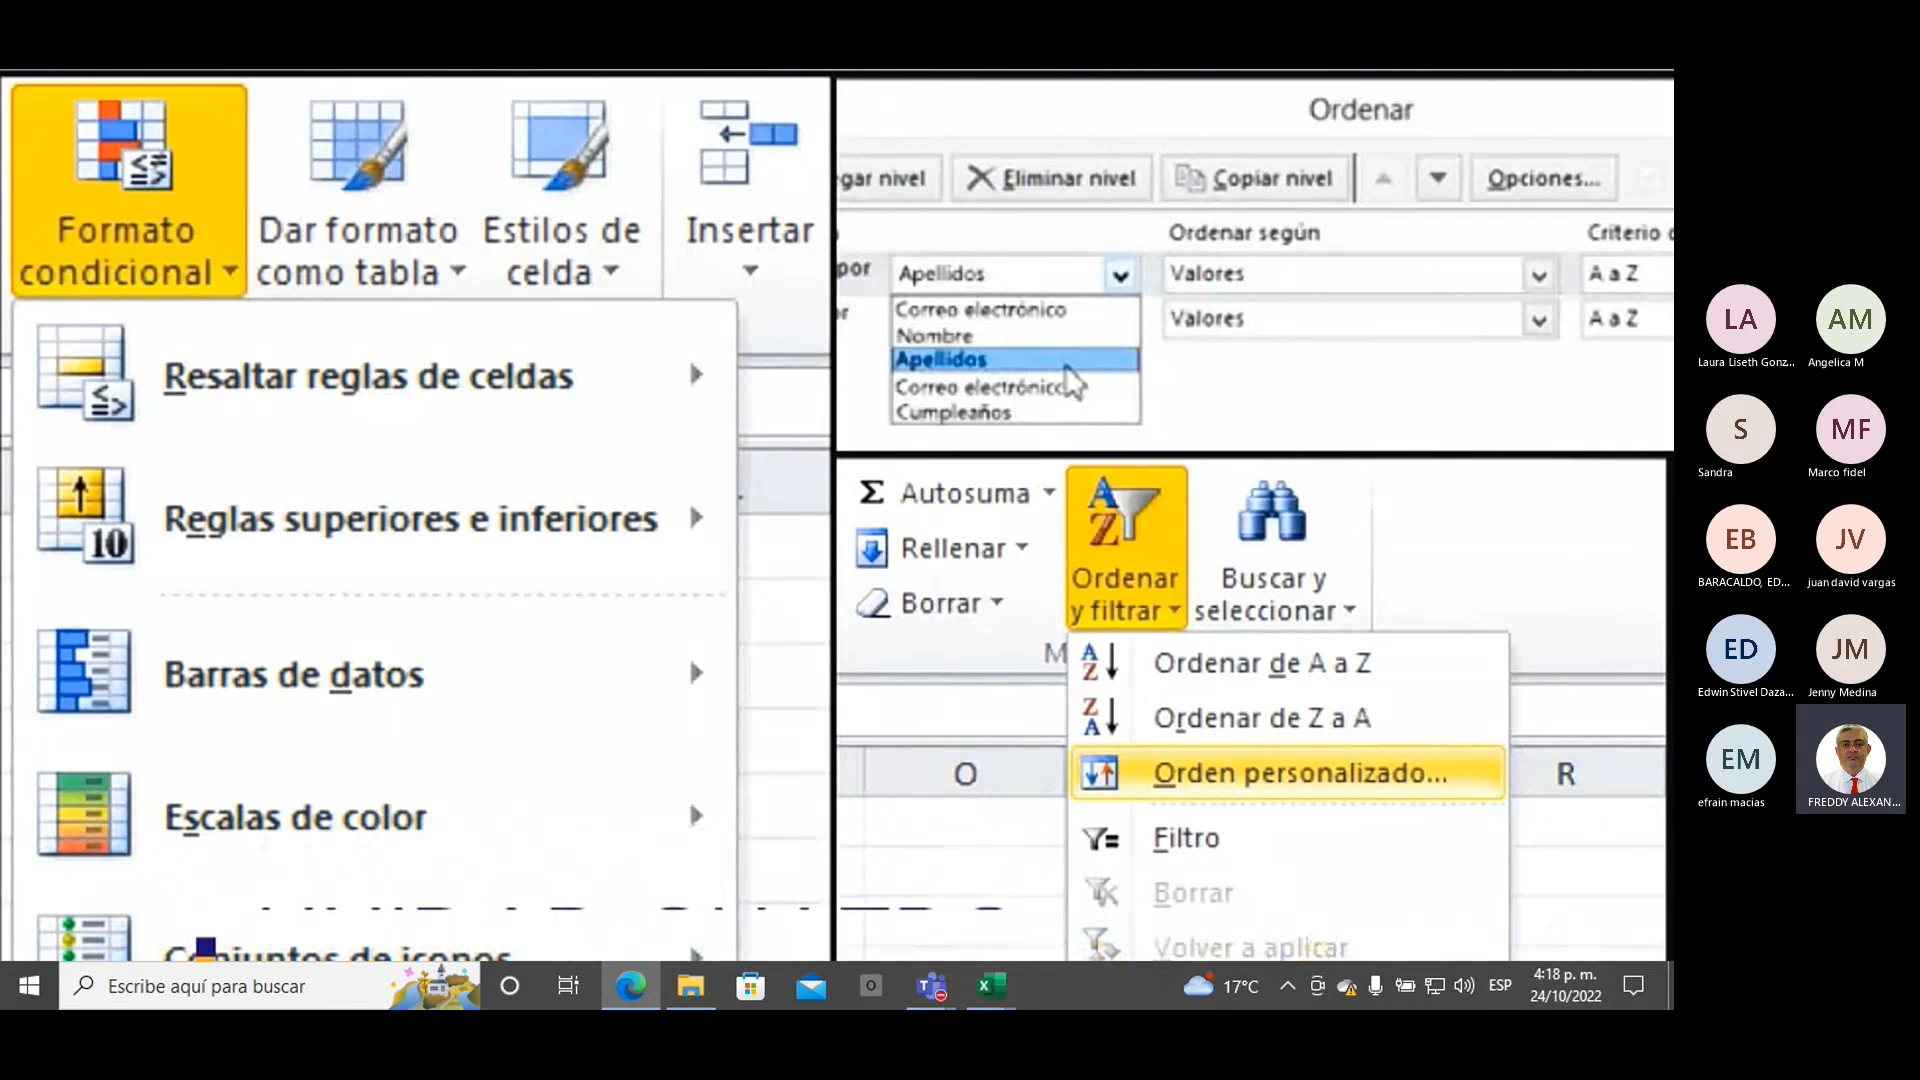 Formato
condicional
Dar formato
como tabla
Estilos de
celda
Insertar
Resaltar reglas de celdas
Reglas superiores e inferiores
10
Barras de datos
Escalas de color
Conjuntos de iconos
Ordenar
gar nivel
Eliminar nivel
Copiar nivel
Opciones...
Ordenar según
Criterio
por
Apellidos
Valores
A a Z
Correo electrónico
Nombre
Apellidos
Correo electrónico
Cumpleaños
Valores
A a Z
Σ Autosuma
Rellenar
Borrar
Ordenar
y filtrar
Buscar y
seleccionar
M
Ordenar de A a Z
Ordenar de Z a A
Orden personalizado...
Filtro
Borrar
Volver a aplicar
O
R
Escribe aquí para buscar
17°C
ESP
4:18 p. m.
24/10/2022
LA
Laura Liseth Gonz...
AM
Angelica M
S
Sandra
MF
Marco fidel
EB
BARACALDO, ED...
JV
juan david vargas
ED
Edwin Stivel Daza...
JM
Jenny Medina
EM
efrain macias
FREDDY ALEXAN...